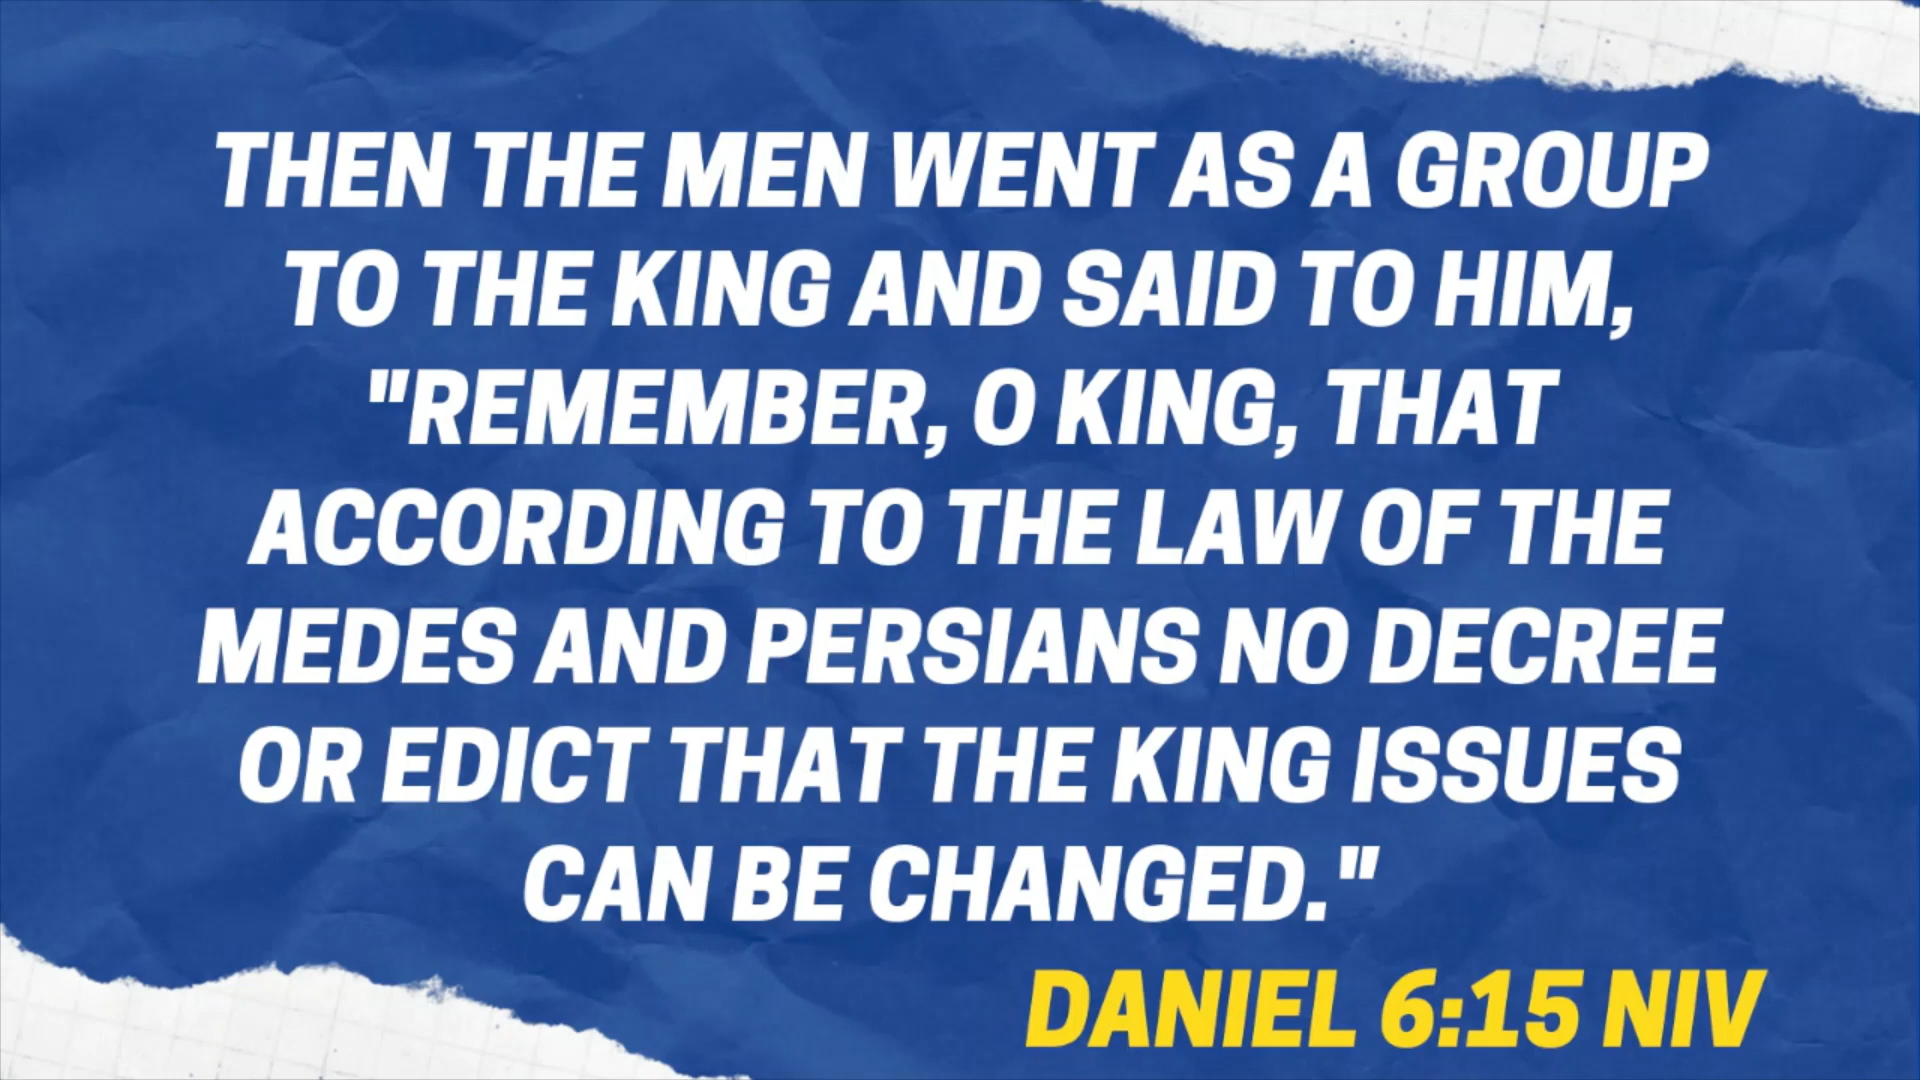 THEN THE MEN WENT AS A GROUP
TO THE KING AND SAID TO HIM,
"REMEMBER, O KING, THAT
ACCORDING TO THE LAW OF THE
MEDES AND PERSIANS NO DECREE
OR EDICT THAT THE KING ISSUES
CAN BE CHANGED."
DANIEL 6:15 NIV